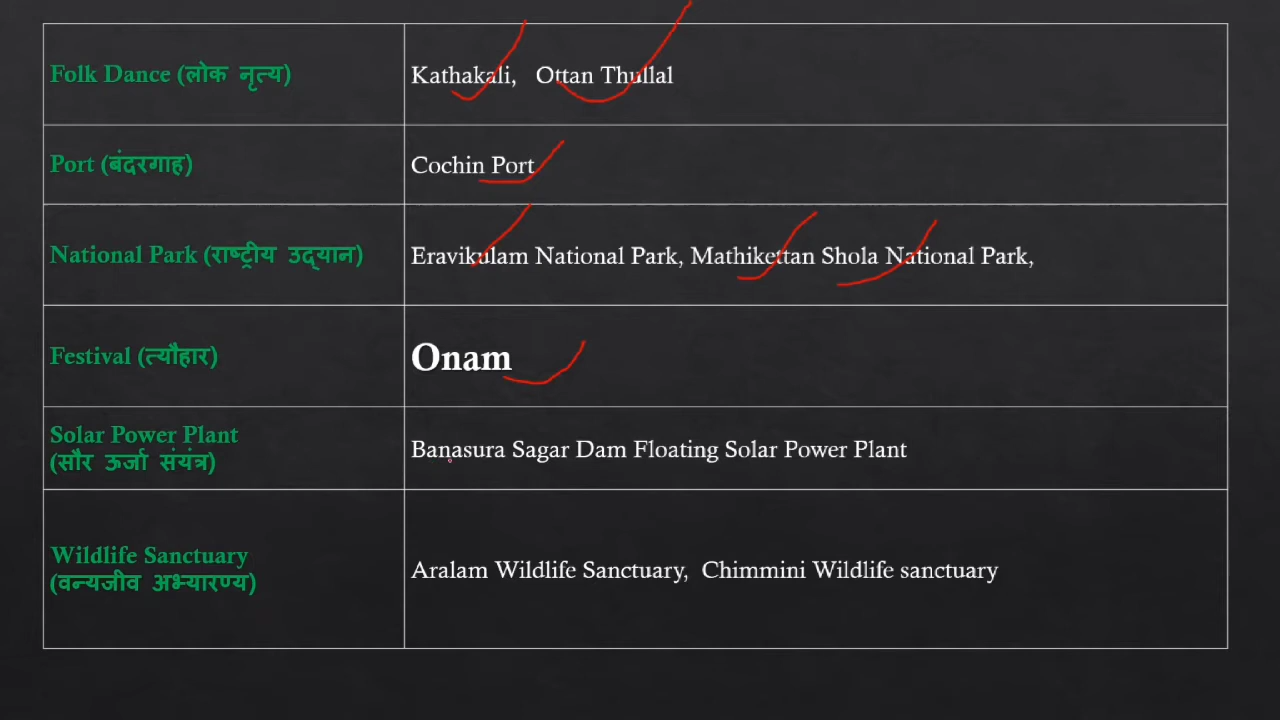 Folk Dance (लोक नृत्य)
Kathakali, Ottan Thullal
Port (बंदरगाह)
Cochin Port
National Park (राष्ट्रीय उद्यान)
Eravikulam National Park, Mathikettan Shola National Park,
Festival (त्यौहार)
Onam
Solar Power Plant
(सौर ऊर्जा संयंत्र)
Banasura Sagar Dam Floating Solar Power Plant
Wildlife Sanctuary
(वन्यजीव अभ्यारण्य)
Aralam Wildlife Sanctuary, Chimmini Wildlife sanctuary